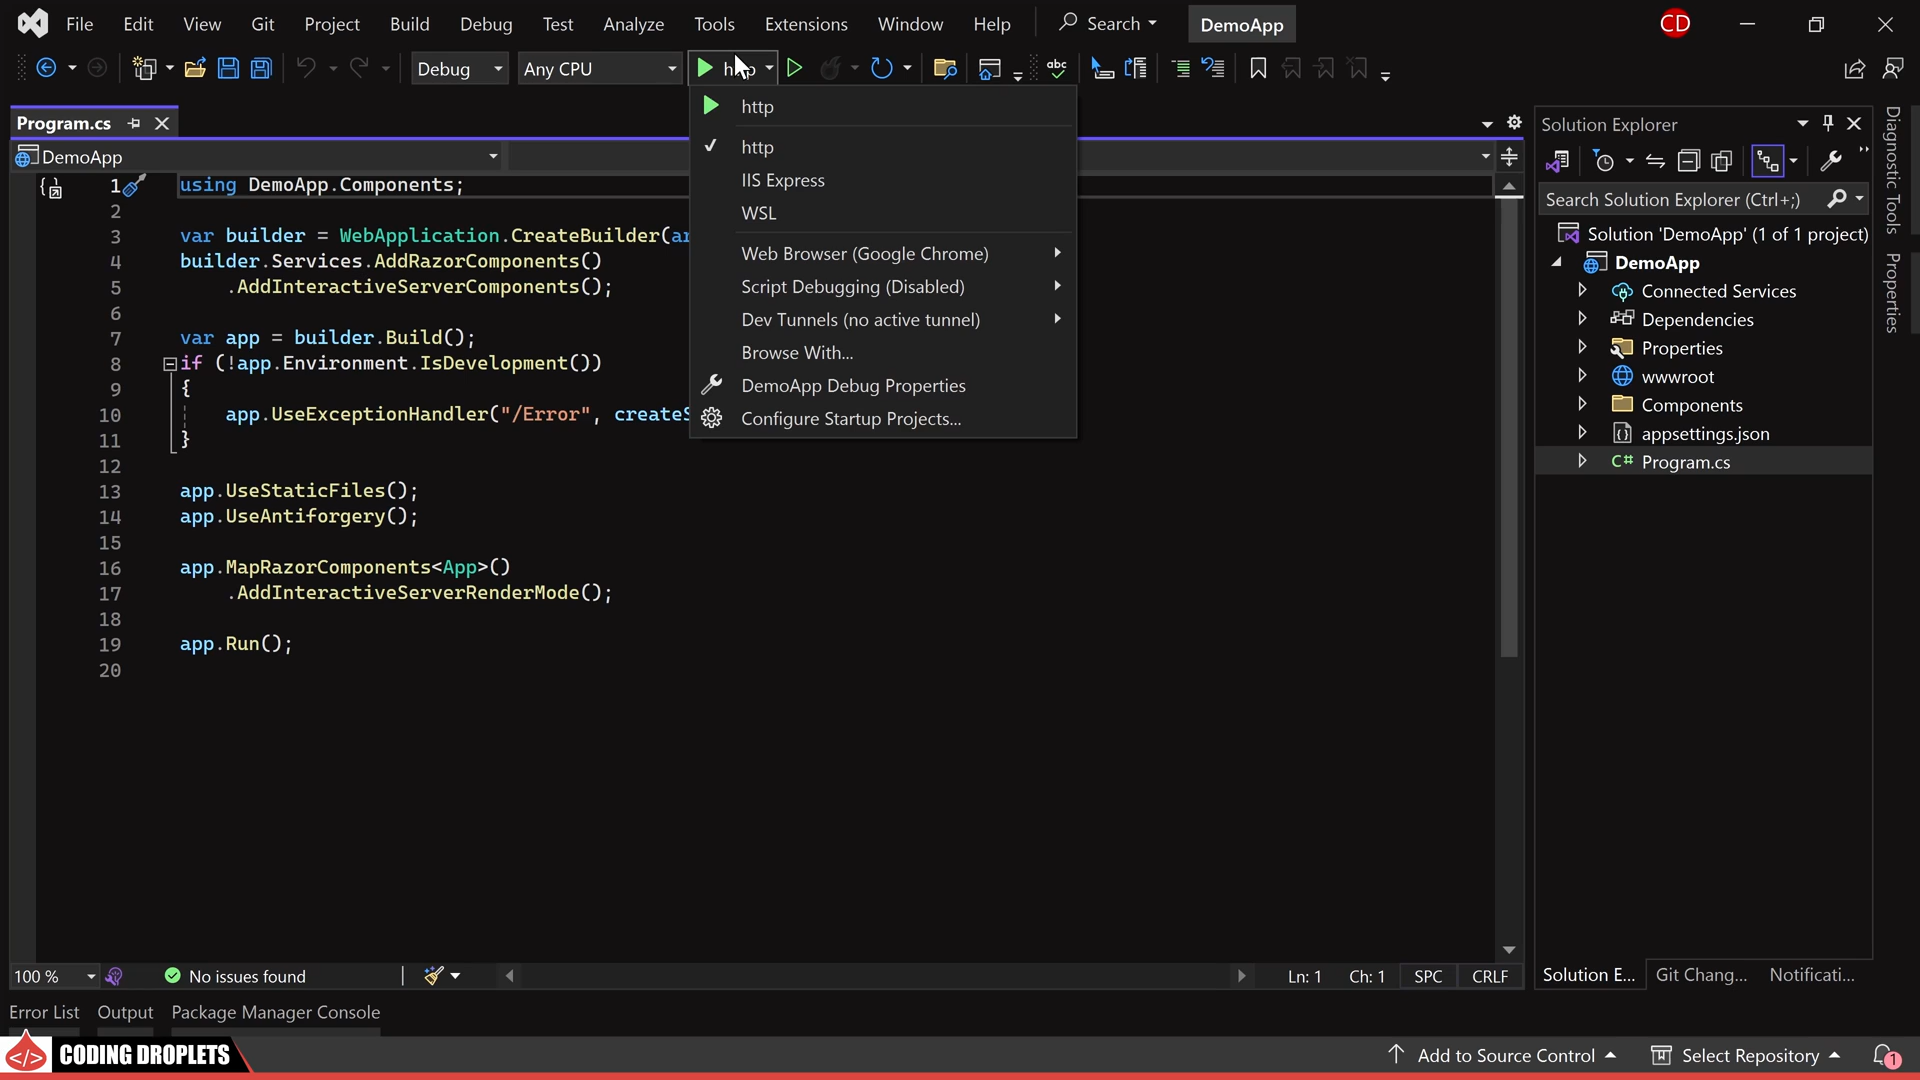 File Edit View Git Project Build Debug Test Analyze Tools Extensions Window Help Search DemoApp CD
Debug Any CPU
abc
Program.cs
DemoApp
http
http
IIS Express
WSL
Web Browser (Google Chrome)
Script Debugging (Disabled)
Dev Tunnels (no active tunnel)
Browse With...
DemoApp Debug Properties
Configure Startup Projects...
1 using DemoApp.Components;
2
3 var builder = WebApplication.CreateBuilder(
4 builder.Services.AddRazorComponents()
5 .AddInteractiveServerComponents();
6
7 var app = builder.Build();
8 if (!app.Environment.IsDevelopment())
9 {
10 app.UseExceptionHandler("/Error",
11 }
12
13 app.UseStaticFiles();
14 app.UseAntiforgery();
15
16 app.MapRazorComponents<App>()
17 .AddInteractiveServerRenderMode();
18
19 app.Run();
20
Solution Explorer
Search Solution Explorer (Ctrl+;)
Solution 'DemoApp' (1 of 1 project)
DemoApp
Connected Services
Dependencies
Properties
wwwroot
Components
appsettings.json
C# Program.cs
Diagnostic Tools
Properties
100 % No issues found Ln: 1 Ch: 1 SPC CRLF
Solution E... Git Chang... Notificati...
Error List Output Package Manager Console
CODING DROPLETS
Add to Source Control Select Repository 1